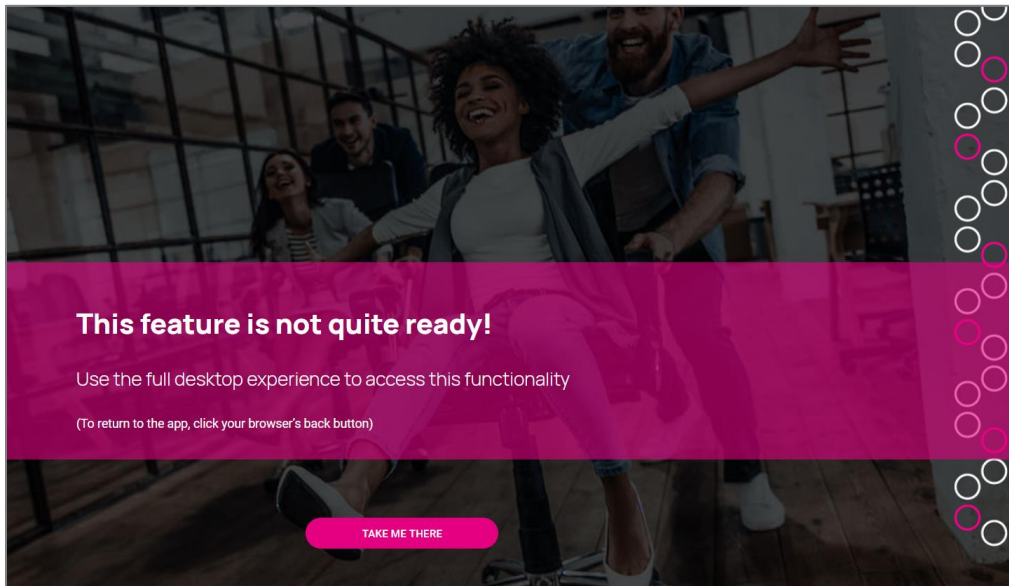 This feature is not quite ready!
Use the full desktop experience to access this functionality
(To return to the app, click your browser's back button)
TAKE ME THERE